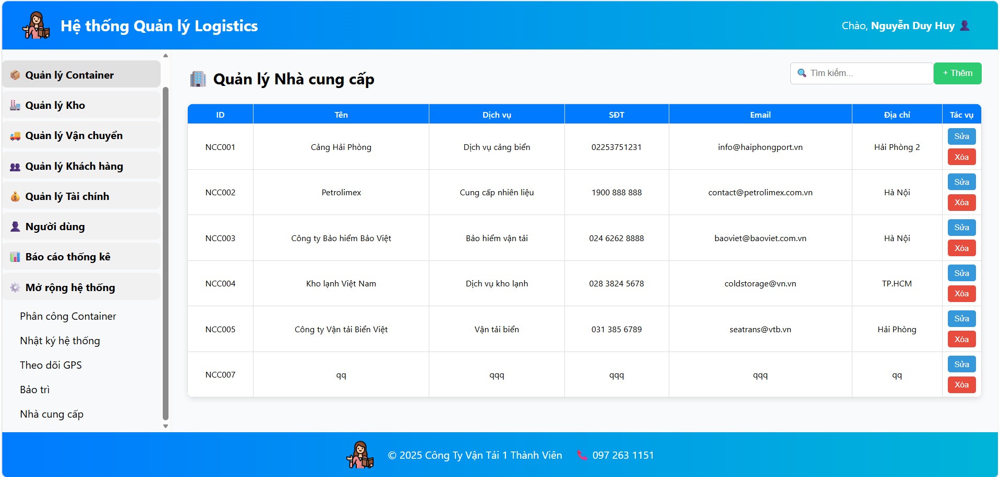 Hệ thống Quản lý Logistics
Chào, Nguyễn Duy Huy
Quản lý Container
Quản lý Kho
Quản lý Vận chuyển
Quản lý Khách hàng
Quản lý Tài chính
Người dùng
Báo cáo thống kê
Mở rộng hệ thống
Phân công Container
Nhật ký hệ thống
Theo dõi GPS
Bảo trì
Nhà cung cấp
Quản lý Nhà cung cấp
Tìm kiếm...
+ Thêm
ID Tên Dịch vụ SĐT Email Địa chỉ Tác vụ
NCC001 Cảng Hải Phòng Dịch vụ cảng biển 02253751231 info@haiphongport.vn Hải Phòng 2 Sửa Xóa
NCC002 Petrolimex Cung cấp nhiên liệu 1900 888 888 contact@petrolimex.com.vn Hà Nội Sửa Xóa
NCC003 Công ty Bảo hiểm Bảo Việt Bảo hiểm vận tải 024 6262 8888 baoviet@baoviet.com.vn Hà Nội Sửa Xóa
NCC004 Kho lạnh Việt Nam Dịch vụ kho lạnh 028 3824 5678 coldstorage@vn.vn TP.HCM Sửa Xóa
NCC005 Công ty Vận tải Biển Việt Vận tải biển 031 385 6789 seatrans@vtb.vn Hải Phòng Sửa Xóa
NCC007 qq qqq qqq qqq qq Sửa Xóa
© 2025 Công Ty Vận Tải 1 Thành Viên 097 263 1151